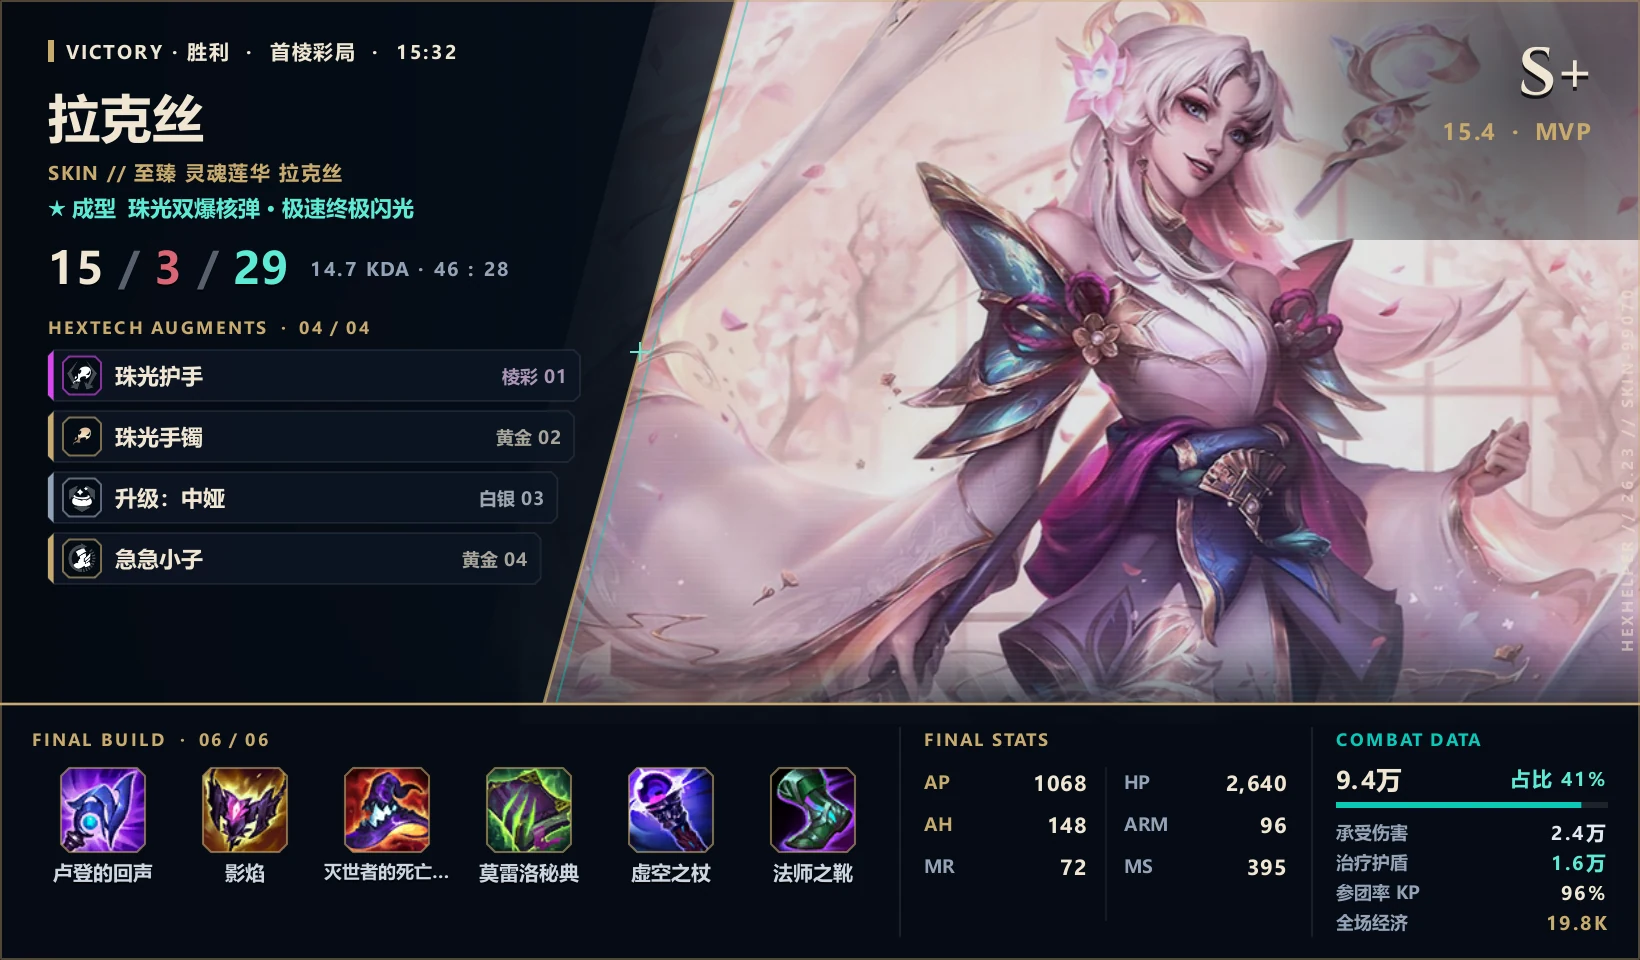 VICTORY · 胜利 · 首棱彩局 · 15:32
拉克丝
SKIN // 至臻 灵魂莲华 拉克丝
★ 成型 珠光双爆核弹 • 极速终极闪光
15 / 3 / 29 14.7 KDA · 46 : 28
HEXTECH AUGMENTS · 04 / 04
珠光护手 棱彩 01
珠光手镯 黄金 02
升级：中娅 白银 03
急急小子 黄金 04
S+
15.4 · MVP
FINAL BUILD · 06 / 06
卢登的回声
影焰
灭世者的死亡...
莫雷洛秘典
虚空之杖
法师之靴
FINAL STATS
AP 1068 HP 2,640
AH 148 ARM 96
MR 72 MS 395
COMBAT DATA
9.4万 占比 41%
承受伤害 2.4万
治疗护盾 1.6万
参团率 KP 96%
全场经济 19.8K